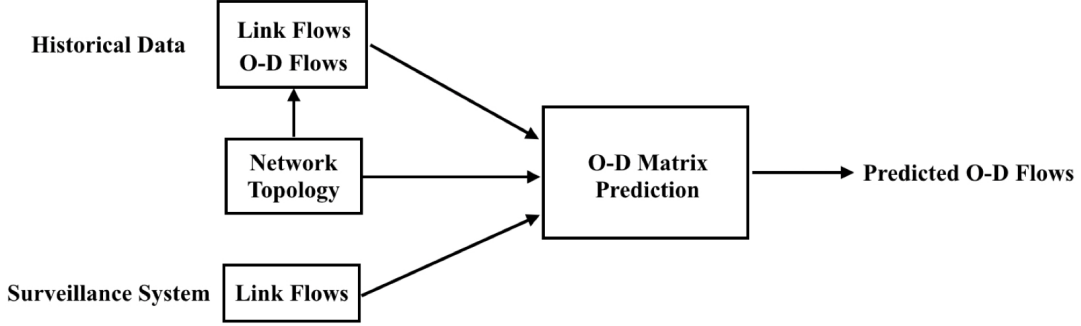 Historical Data
Link Flows
O-D Flows
Network
Topology
O-D Matrix
Prediction
Predicted O-D Flows
Surveillance System
Link Flows